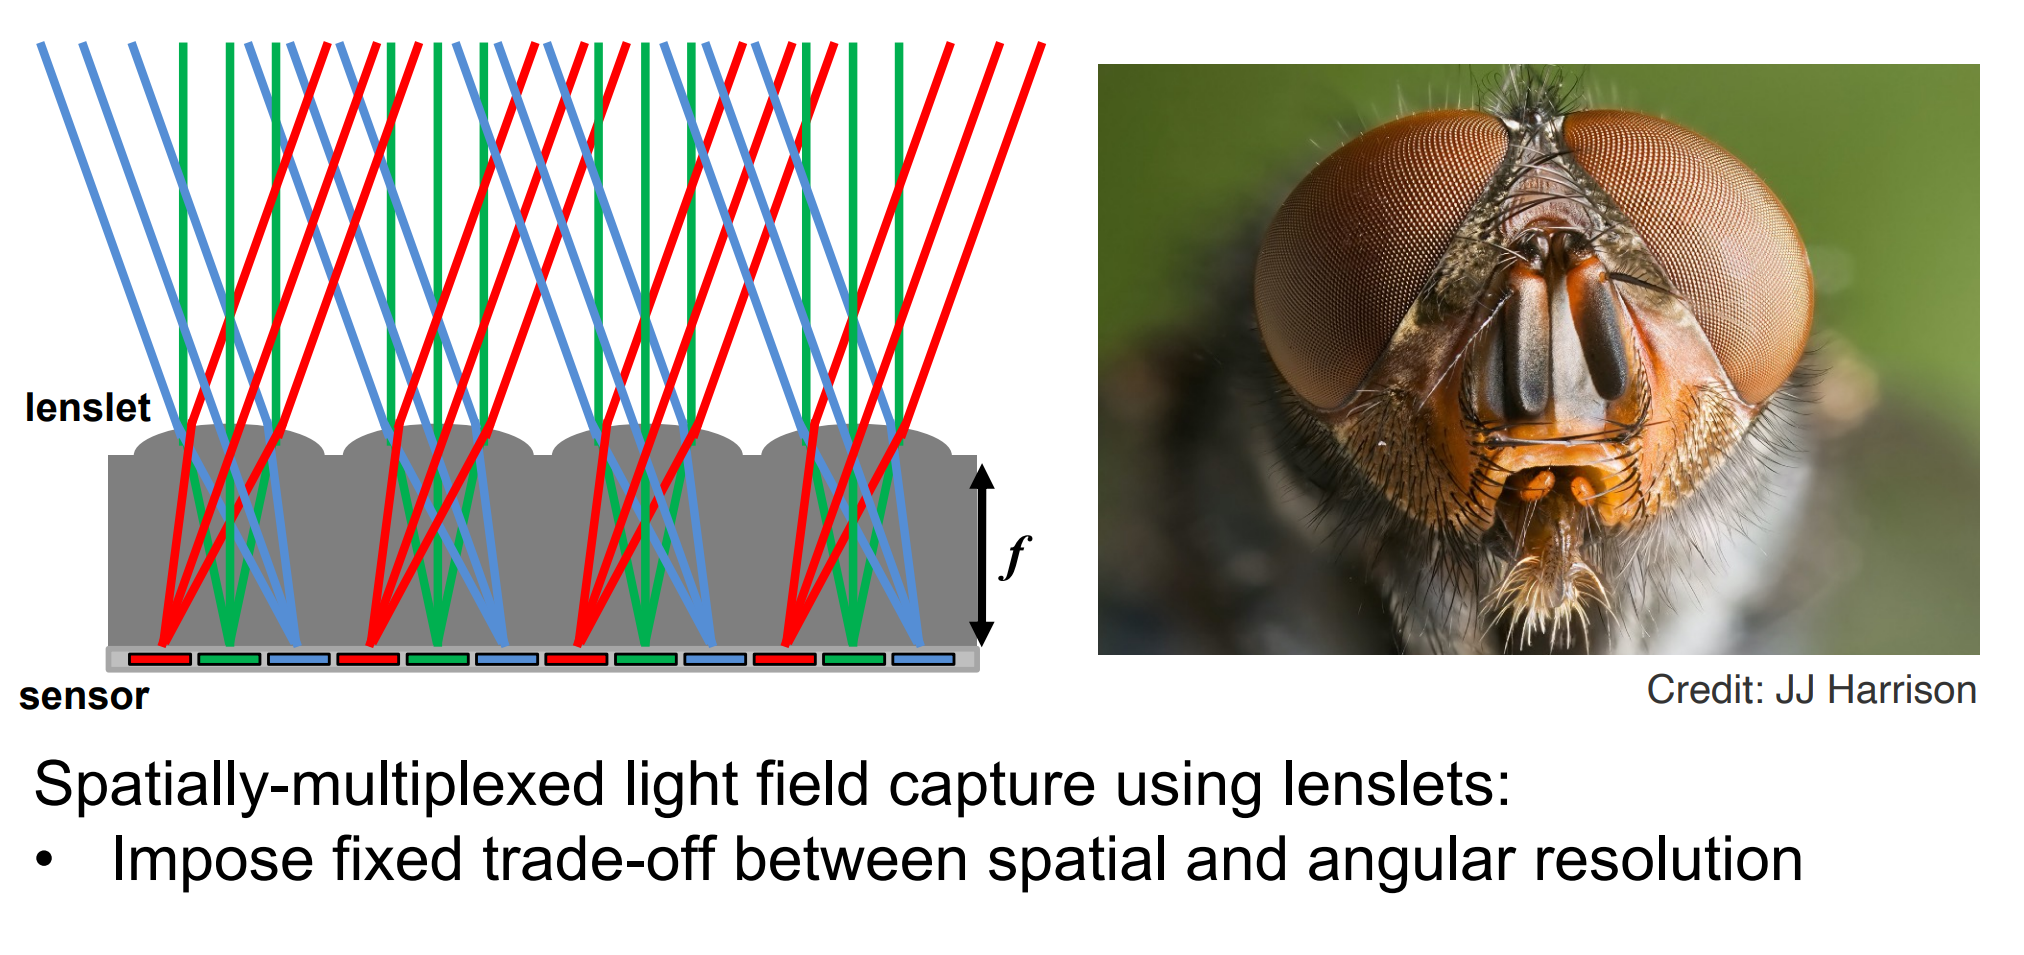 lenslet
f
sensor
Credit: JJ Harrison
Spatially-multiplexed light field capture using lenslets:
• Impose fixed trade-off between spatial and angular resolution